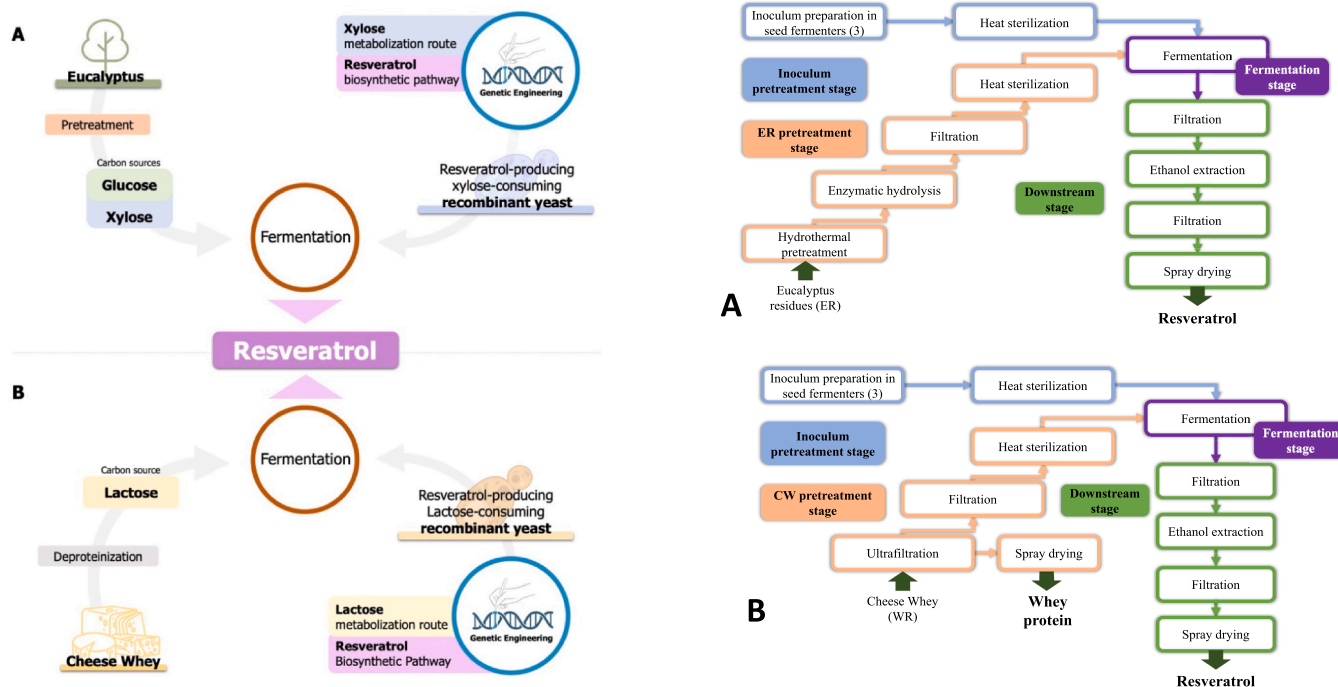 A
Eucalyptus
Pretreatment
Carbon sources
Glucose
Xylose
Xylose
metabolization route
Resveratrol
biosynthetic pathway
Genetic Engineering
Resveratrol-producing
xylose-consuming
recombinant yeast
Fermentation
Resveratrol
B
Fermentation
Carbon source
Lactose
Deproteinization
Cheese Whey
Resveratrol-producing
Lactose-consuming
recombinant yeast
Lactose
metabolization route
Resveratrol
Biosynthetic Pathway
Genetic Engineering
Inoculum preparation in
seed fermenters (3)
Heat sterilization
Fermentation
Fermentation
stage
Inoculum
pretreatment stage
Heat sterilization
ER pretreatment
stage
Filtration
Filtration
Enzymatic hydrolysis
Ethanol extraction
Downstream
stage
Filtration
Hydrothermal
pretreatment
Spray drying
Eucalyptus
residues (ER)
A
Resveratrol
Inoculum preparation in
seed fermenters (3)
Heat sterilization
Fermentation
Fermentation
stage
Inoculum
pretreatment stage
Heat sterilization
CW pretreatment
stage
Filtration
Downstream
stage
Filtration
Ethanol extraction
Ultrafiltration
Spray drying
Filtration
Cheese Whey
(WR)
Whey
protein
B
Spray drying
Resveratrol